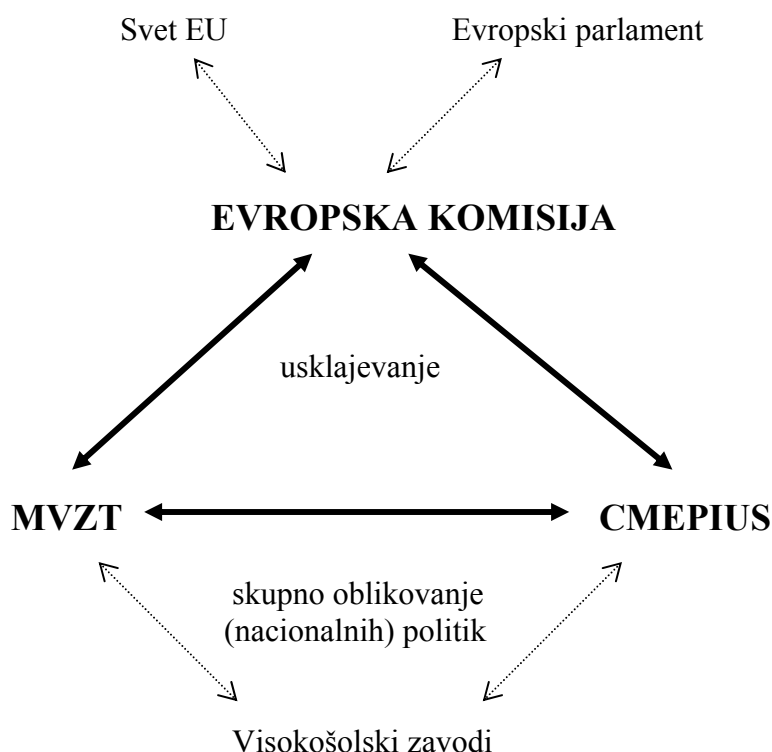 Svet EU
Evropski parlament
EVROPSKA KOMISIJA
usklajevanje
MVZT
CMEPIUS
skupno oblikovanje
(nacionalnih) politik
Visokošolski zavodi